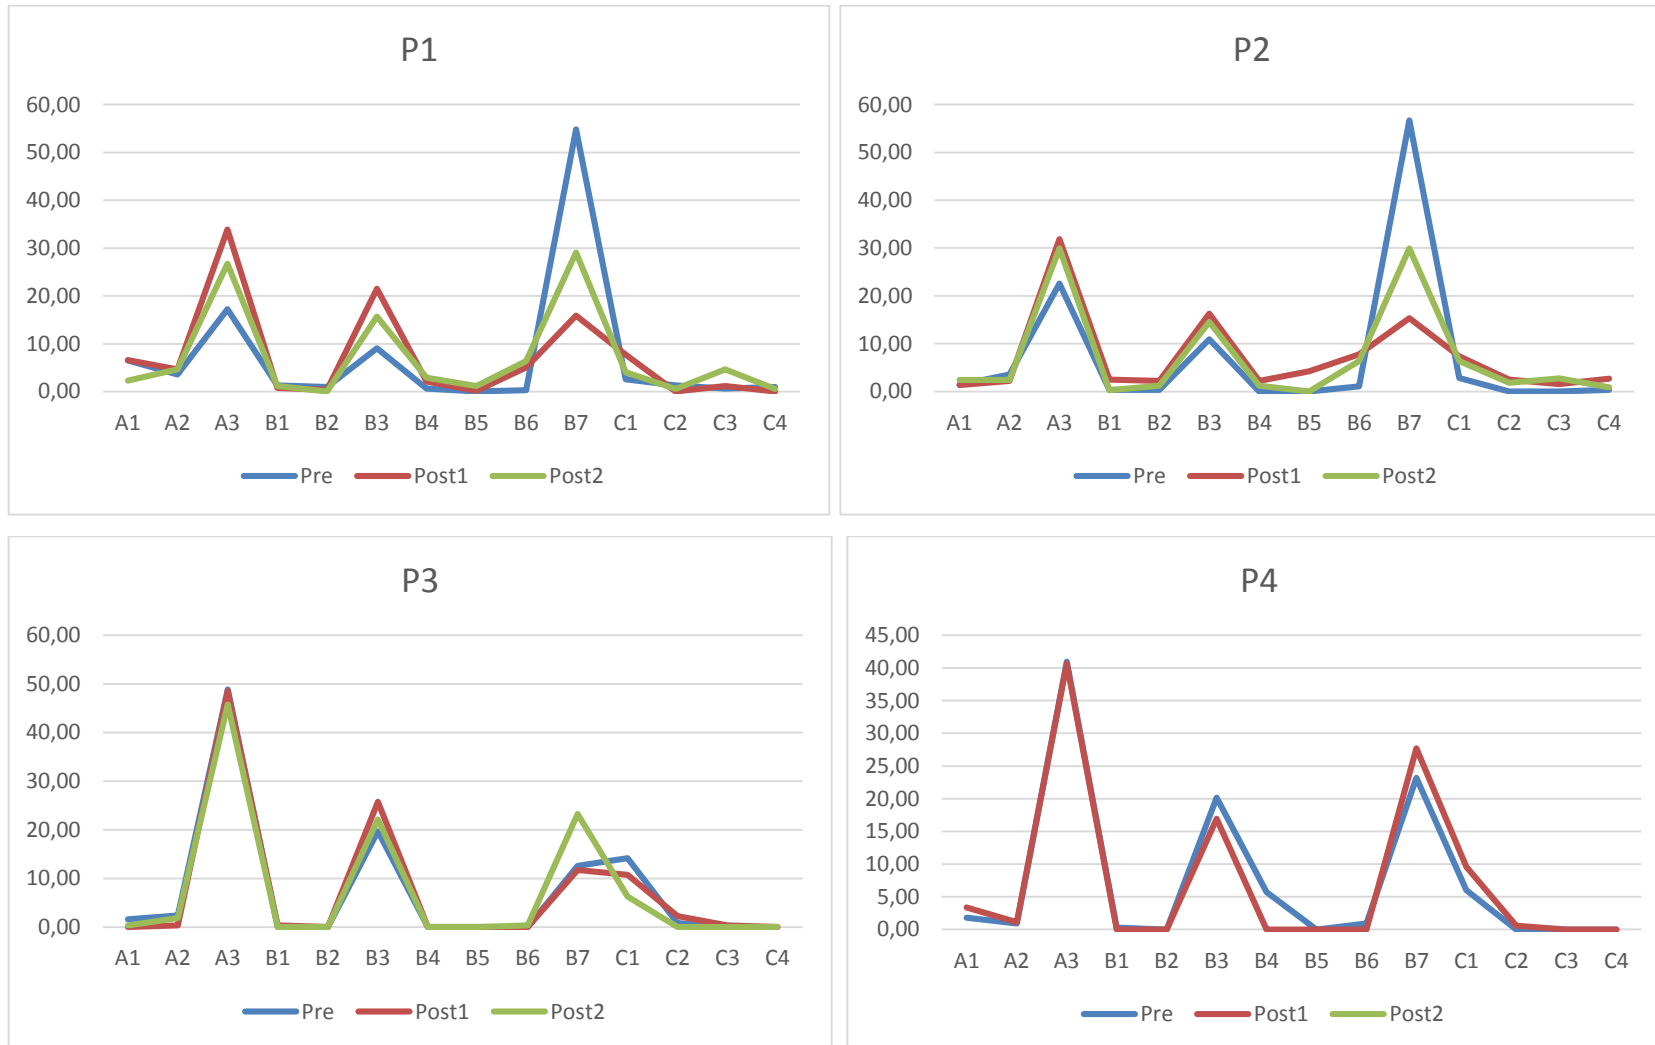 P1
60,00
50,00
40,00
30,00
20,00
10,00
0,00
A1 A2 A3 B1 B2 B3 B4 B5 B6 B7 C1 C2 C3 C4
Pre Post1 Post2
P2
60,00
50,00
40,00
30,00
20,00
10,00
0,00
A1 A2 A3 B1 B2 B3 B4 B5 B6 B7 C1 C2 C3 C4
Pre Post1 Post2
P3
60,00
50,00
40,00
30,00
20,00
10,00
0,00
A1 A2 A3 B1 B2 B3 B4 B5 B6 B7 C1 C2 C3 C4
Pre Post1 Post2
P4
45,00
40,00
35,00
30,00
25,00
20,00
15,00
10,00
5,00
0,00
A1 A2 A3 B1 B2 B3 B4 B5 B6 B7 C1 C2 C3 C4
Pre Post1 Post2